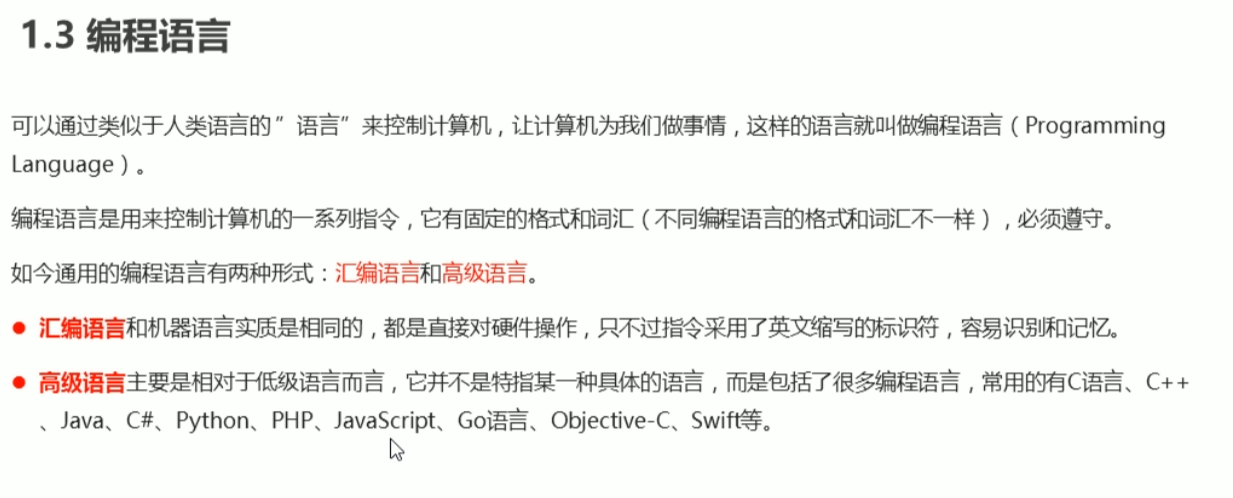 1.3 编程语言
可以通过类似于人类语言的”语言”来控制计算机，让计算机为我们做事情，这样的语言就叫做编程语言（Programming
Language）。
编程语言是用来控制计算机的一系列指令，它有固定的格式和词汇（不同编程语言的格式和词汇不一样），必须遵守。
如今通用的编程语言有两种形式：汇编语言和高级语言。
● 汇编语言和机器语言实质是相同的，都是直接对硬件操作，只不过指令采用了英文缩写的标识符，容易识别和记忆。
● 高级语言主要是相对于低级语言而言，它并不是特指某一种具体的语言，而是包括了很多编程语言，常用的有C语言、C++
、Java、C#、Python、PHP、JavaScript、Go语言、Objective-C、Swift等。